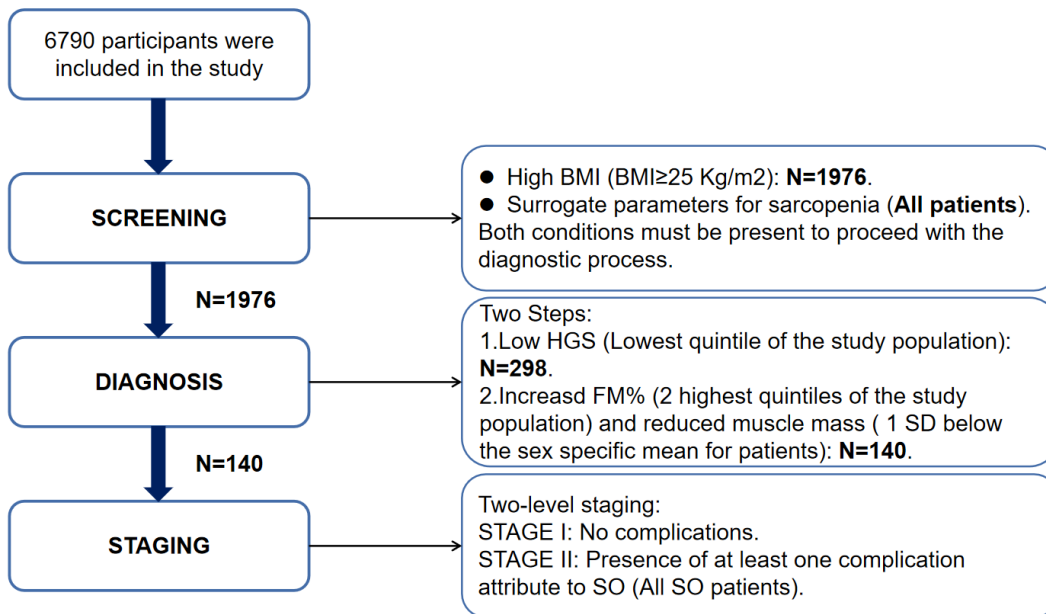 6790 participants were
included in the study
SCREENING
● High BMI (BMI≥25 Kg/m2): N=1976.
● Surrogate parameters for sarcopenia (All patients).
Both conditions must be present to proceed with the
diagnostic process.
N=1976
DIAGNOSIS
Two Steps:
1.Low HGS (Lowest quintile of the study population):
N=298.
2.Increasd FM% (2 highest quintiles of the study
population) and reduced muscle mass ( 1 SD below
the sex specific mean for patients): N=140.
N=140
STAGING
Two-level staging:
STAGE I: No complications.
STAGE II: Presence of at least one complication
attribute to SO (All SO patients).